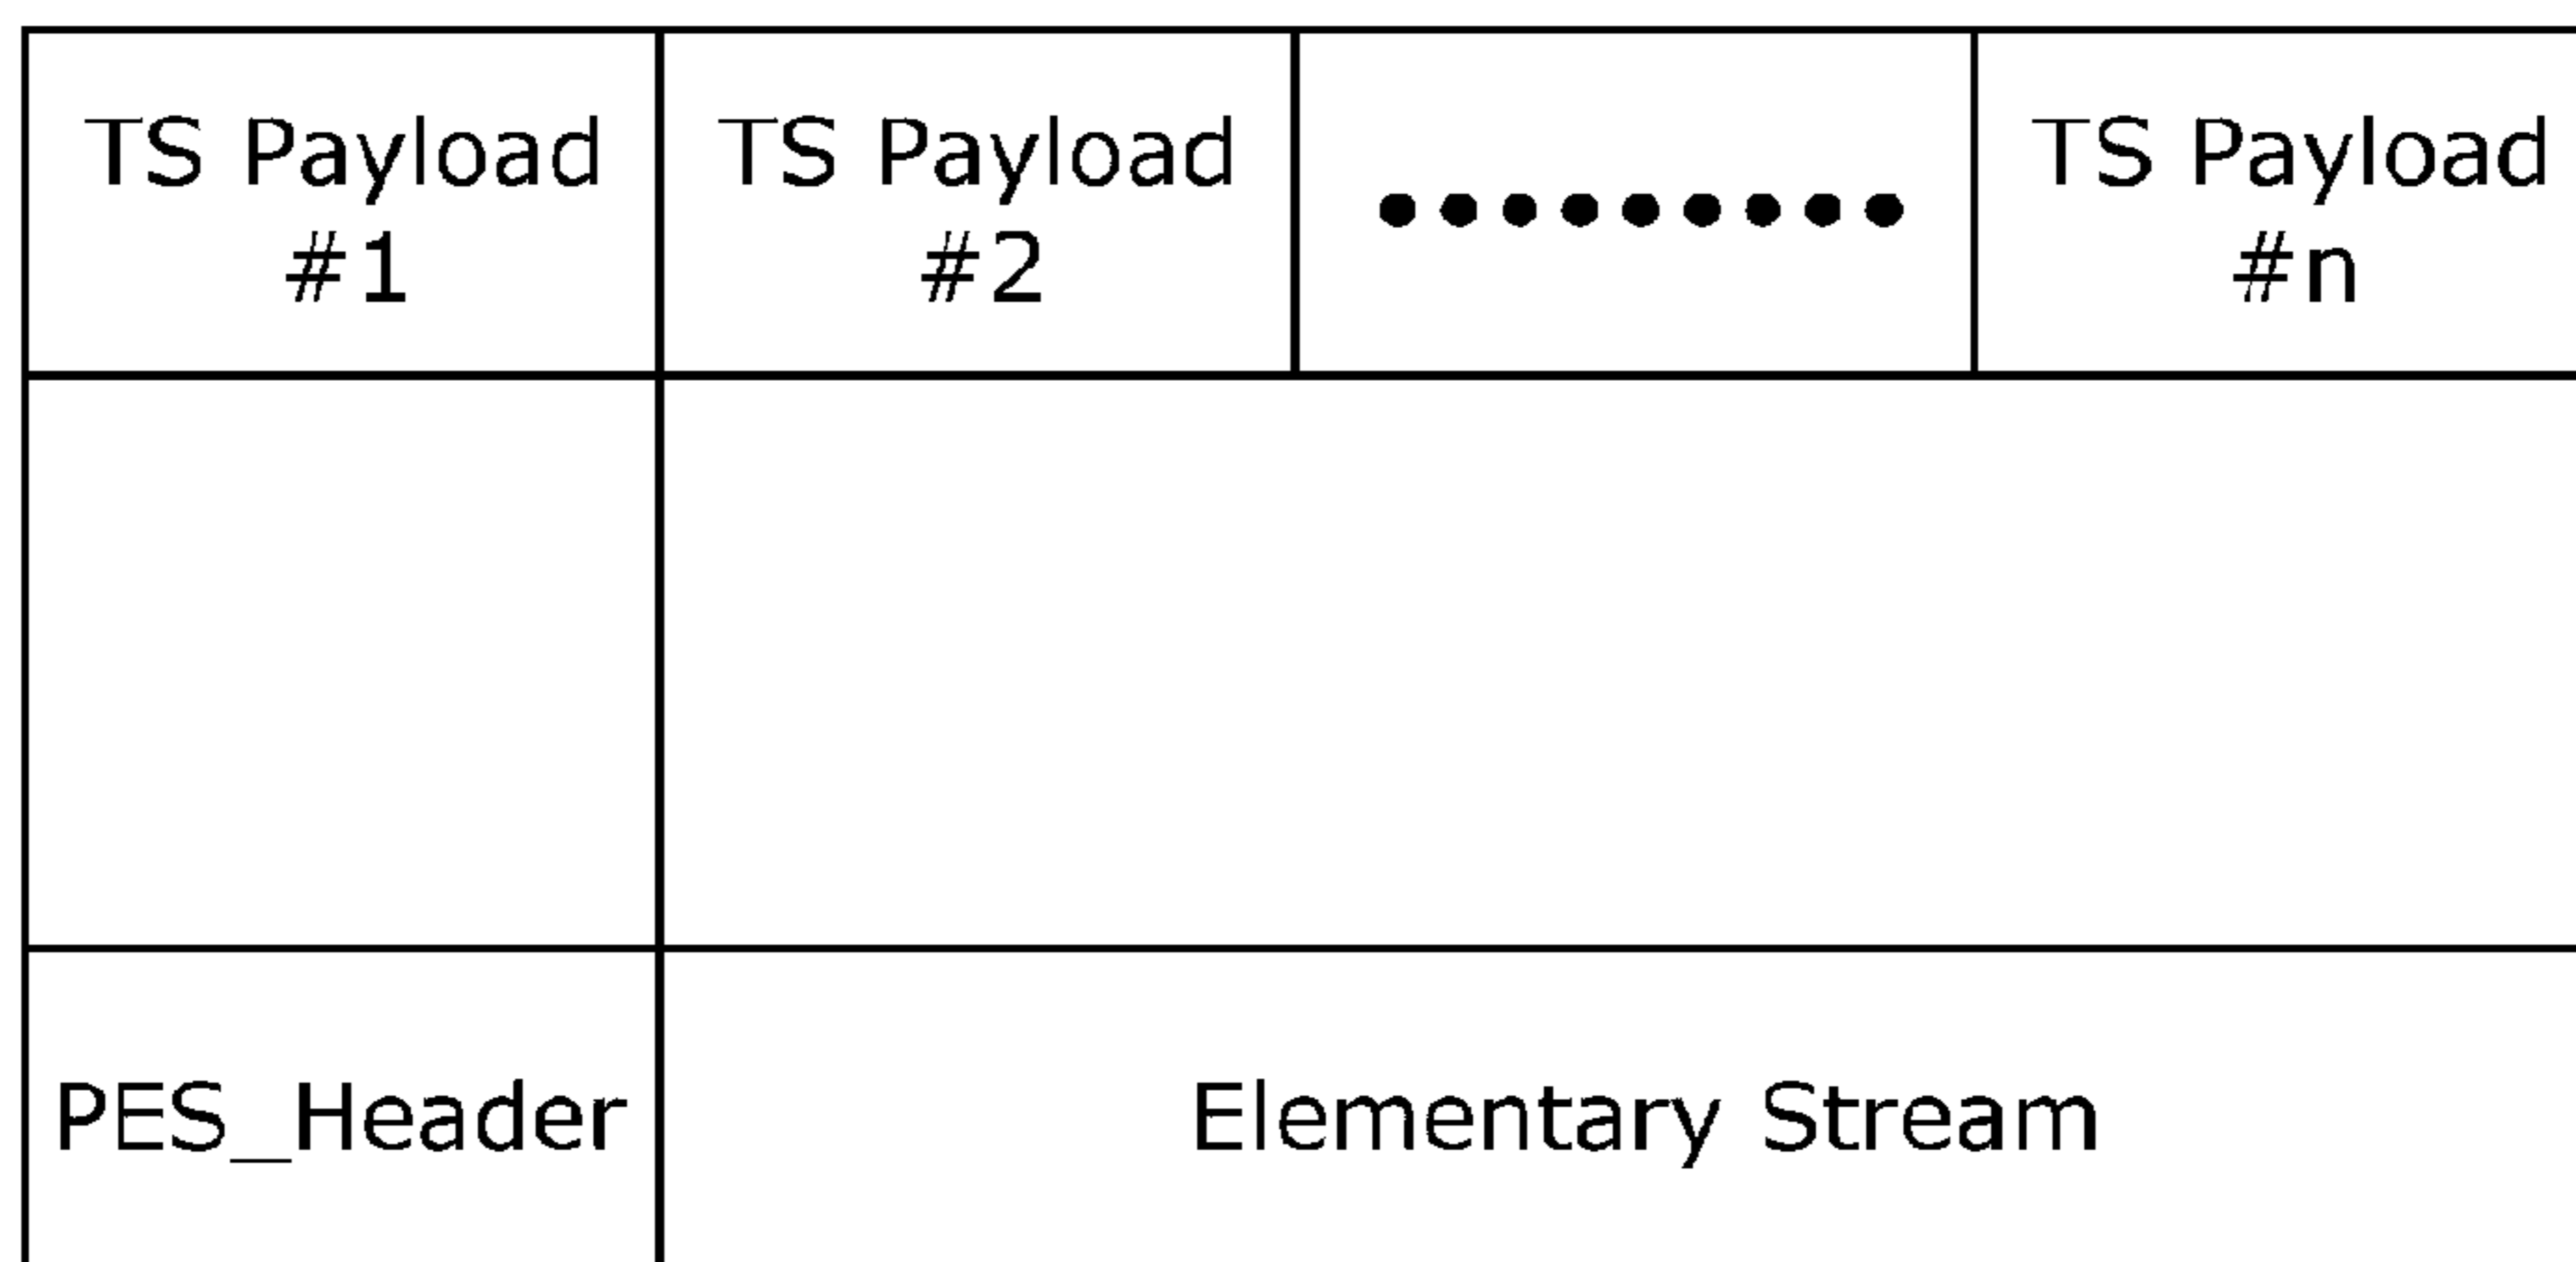 TS Payload
#1
TS Payload
#2
•••••••••
TS Payload
#n
PES_Header
Elementary Stream